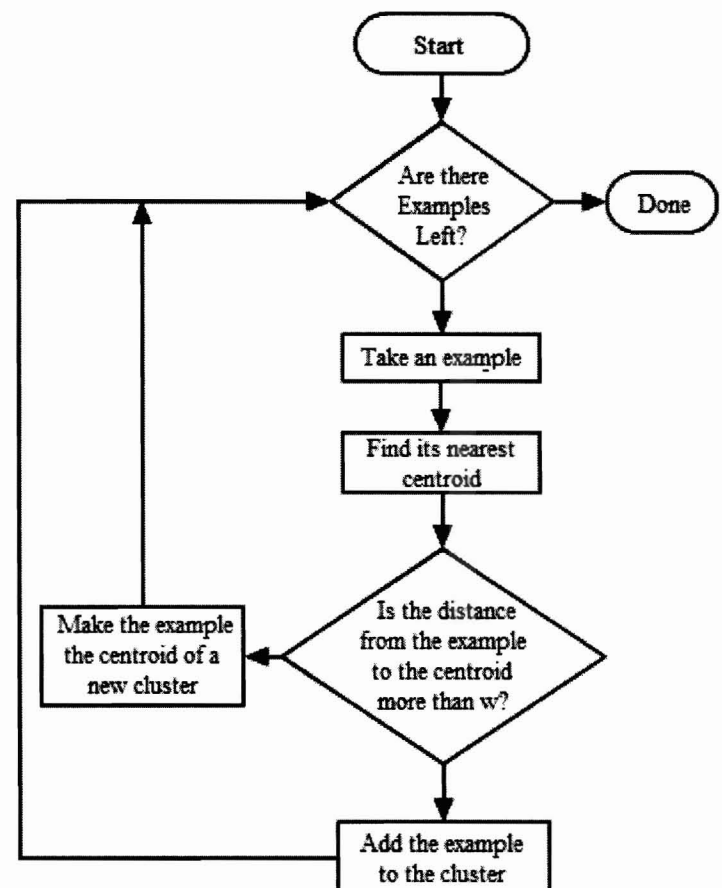 Start
Are there
Examples
Left?
Done
Take an example
Find its nearest
centroid
Is the distance
from the example
to the centroid
more than w?
Make the example
the centroid of a
new cluster
Add the example
to the cluster